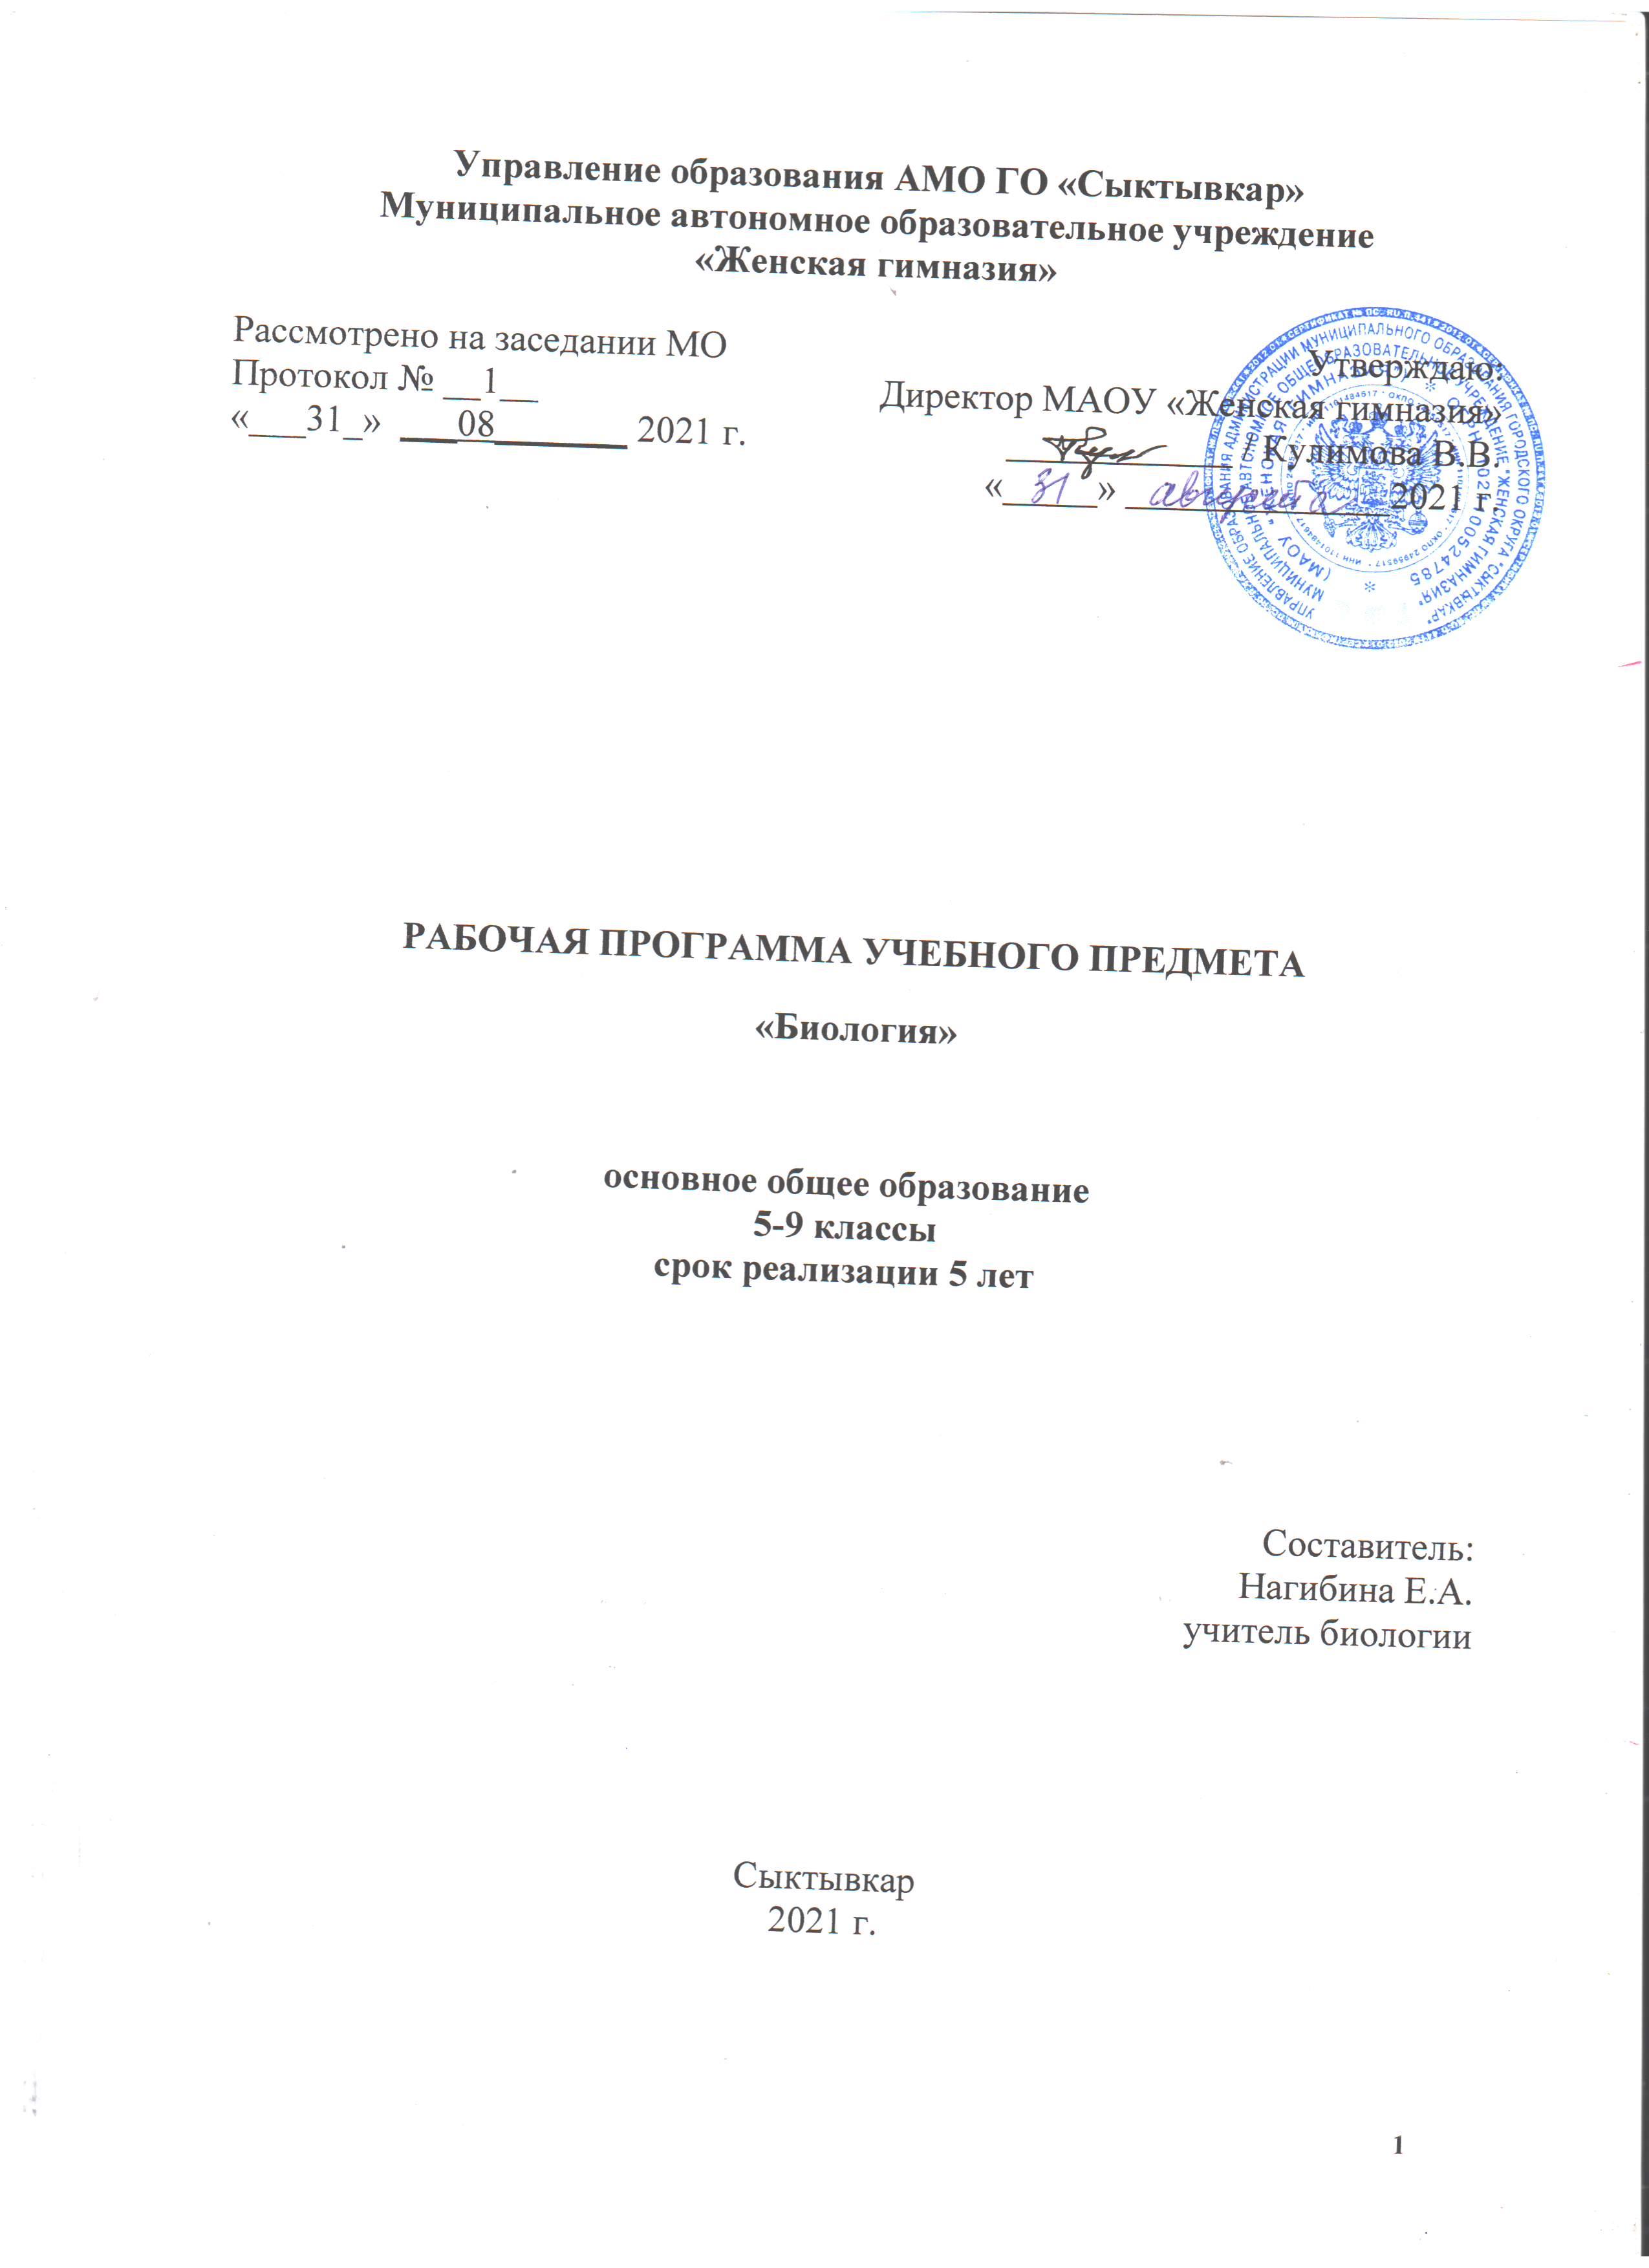 Управление образования АМО ГО «Сыктывкар»
Муниципальное автономное образовательное учреждение
«Женская гимназия»
Рассмотрено на заседании МО
Протокол № __1__
«___31_» ___08_______ 2021 г.
Утверждаю:
Директор МАОУ «Женская гимназия»
____________ Кулимова В.В.
«_31_» _августа_ 2021 г.
РАБОЧАЯ ПРОГРАММА УЧЕБНОГО ПРЕДМЕТА
«Биология»
основное общее образование
5-9 классы
срок реализации 5 лет
Составитель:
Нагибина Е.А.
учитель биологии
Сыктывкар
2021 г.
1